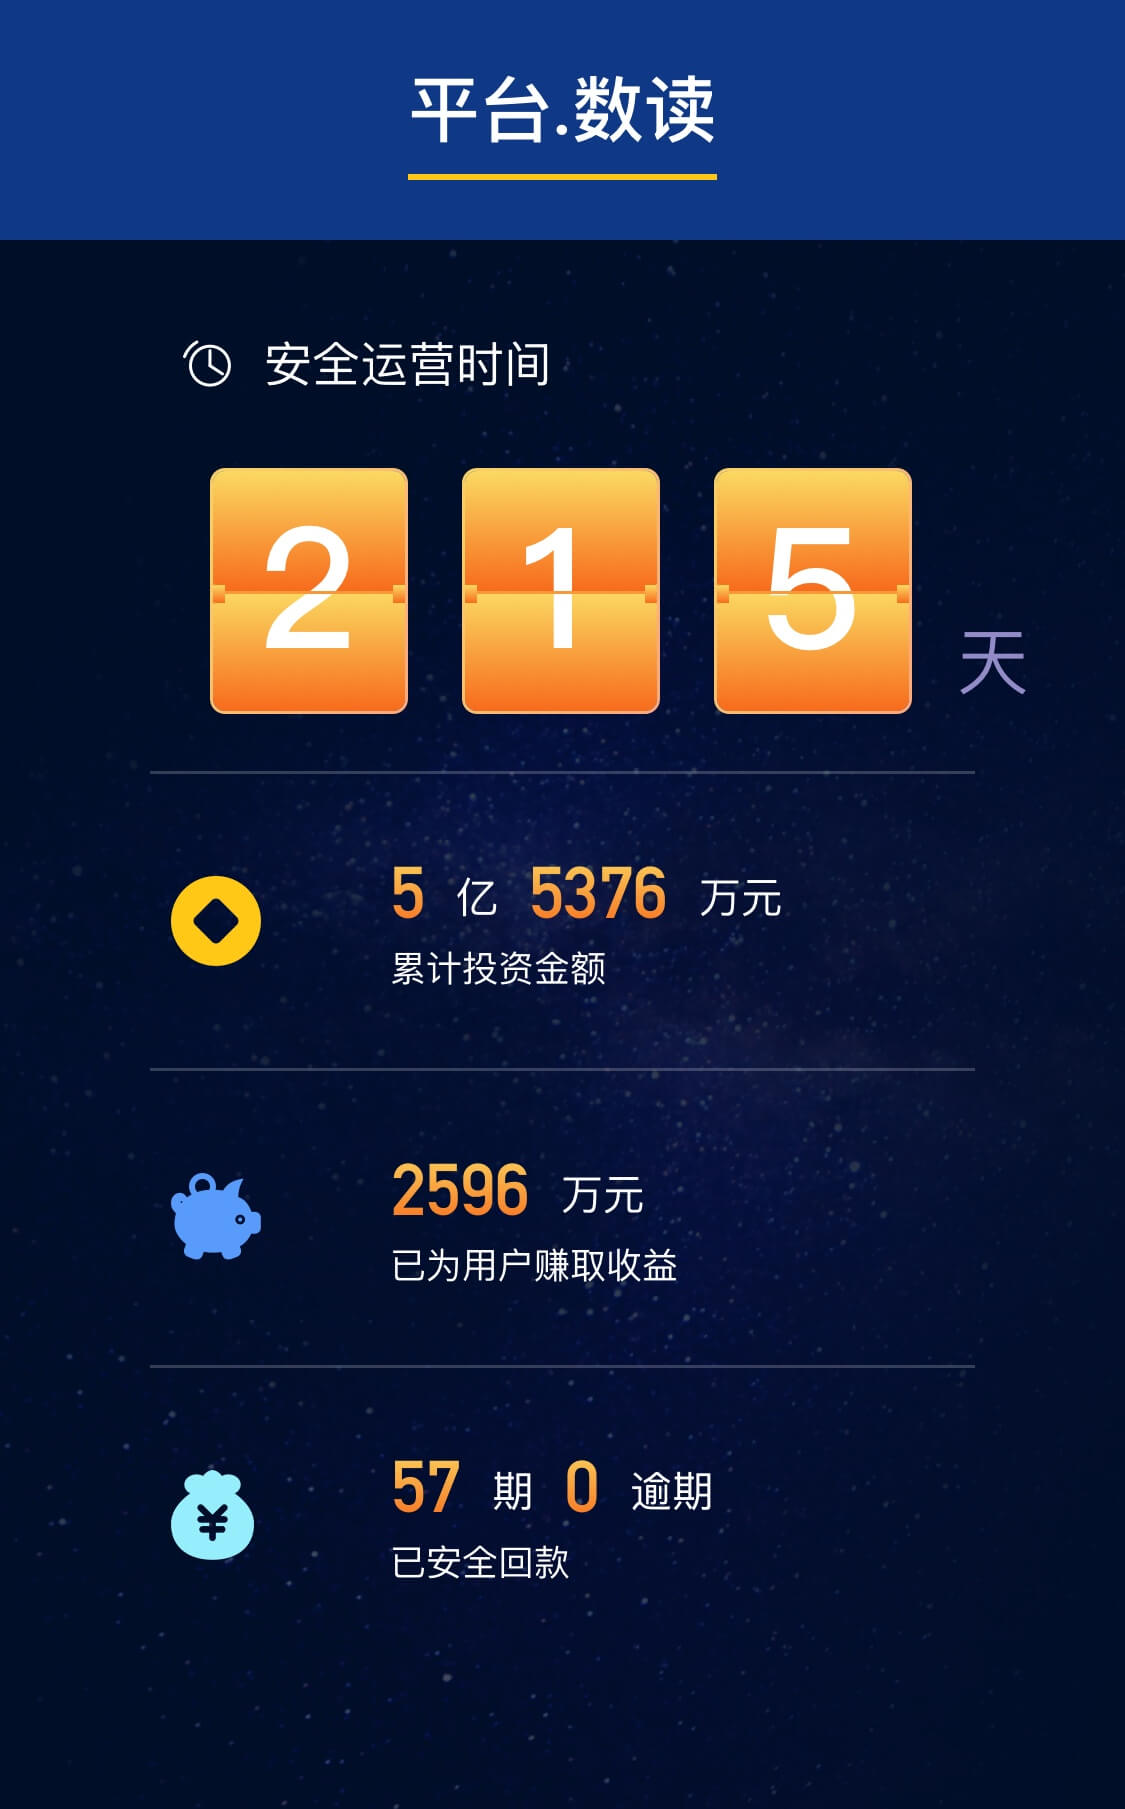 平台.数读
安全运营时间
2 1 5 天
5 亿 5376 万元
累计投资金额
2596 万元
已为用户赚取收益
57 期 0 逾期
¥
已安全回款